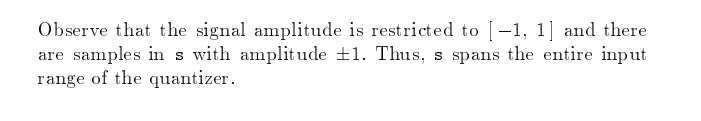 Observe that the signal amplitude is restricted to [−1, 1] and there
are samples in s with amplitude ±1. Thus, s spans the entire input
range of the quantizer.